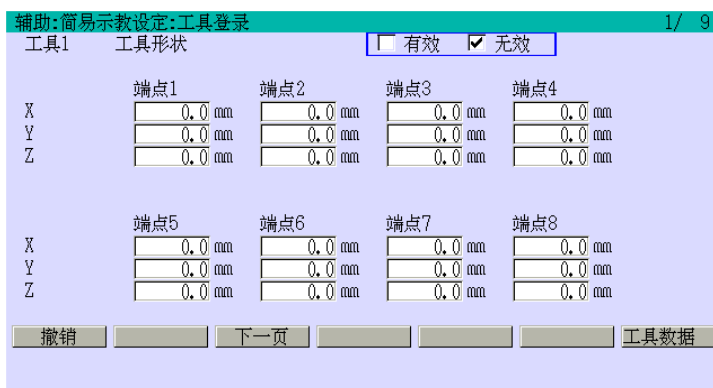 辅助:简易示教设定:工具登录 1/ 9
工具1 工具形状 有效 无效
端点1 端点2 端点3 端点4
X 0.0 mm 0.0 mm 0.0 mm 0.0 mm
Y 0.0 mm 0.0 mm 0.0 mm 0.0 mm
Z 0.0 mm 0.0 mm 0.0 mm 0.0 mm
端点5 端点6 端点7 端点8
X 0.0 mm 0.0 mm 0.0 mm 0.0 mm
Y 0.0 mm 0.0 mm 0.0 mm 0.0 mm
Z 0.0 mm 0.0 mm 0.0 mm 0.0 mm
撤销 下一页 工具数据